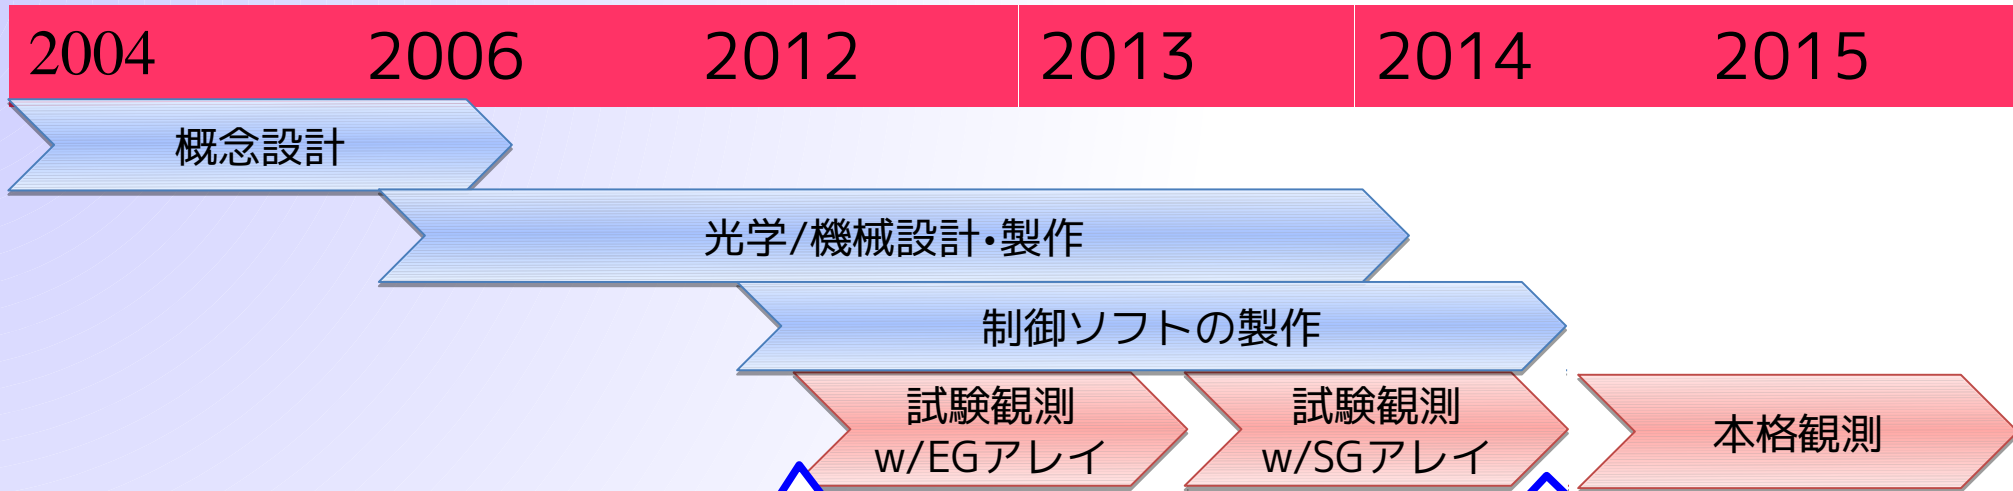 2004 2006 2012 2013 2014 2015
概念設計
光学/機械設計・製作
制御ソフトの製作
試験観測
w/EGアレイ
試験観測
w/SGアレイ
本格観測